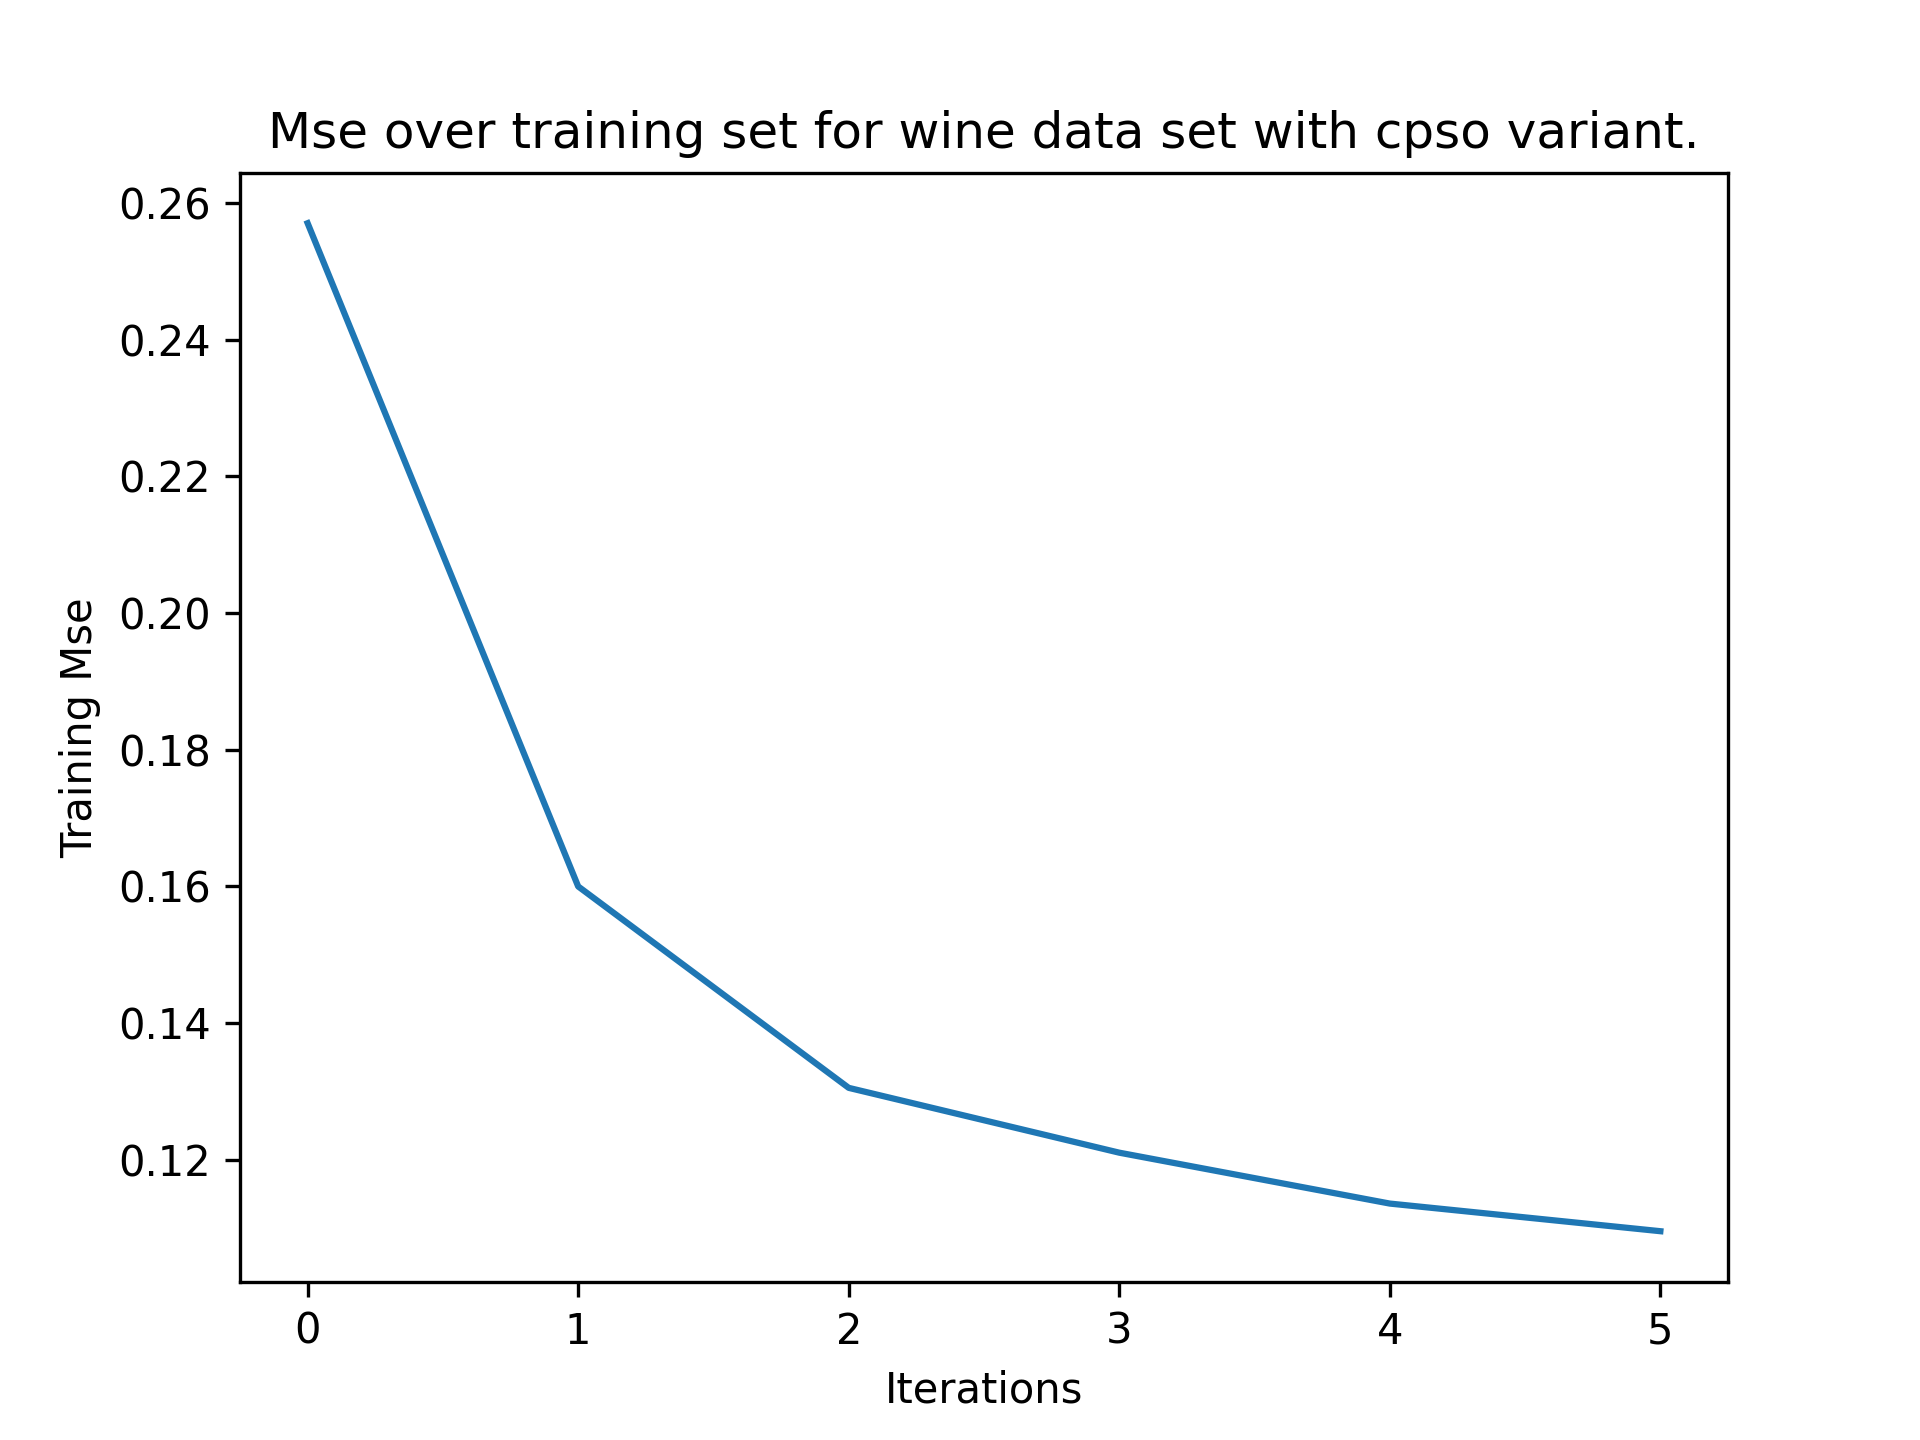 Mse over training set for wine data set with cpso variant.
0.26
0.24
0.22
0.20
0.18
0.16
0.14
0.12
Training Mse
0 1 2 3 4 5
Iterations